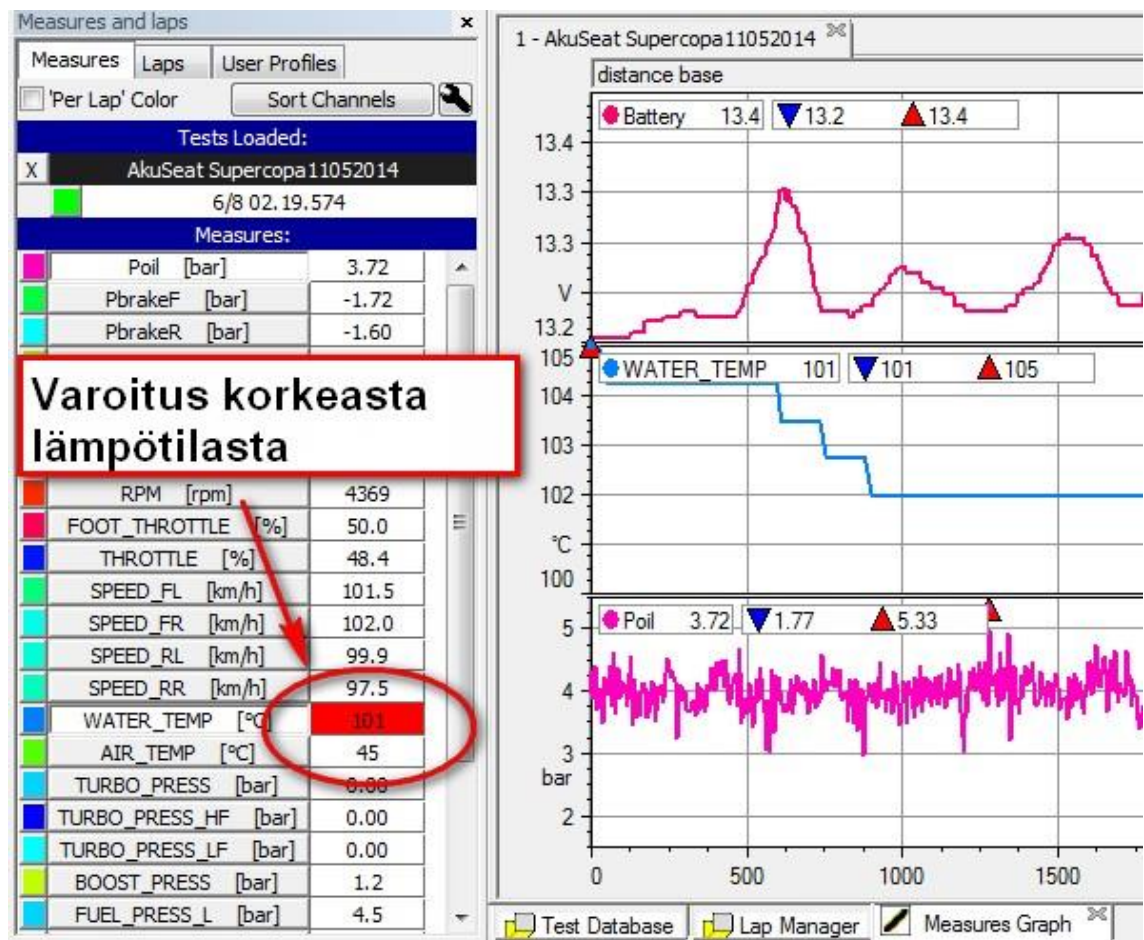 Measures and laps
x
Measures
Laps
User Profiles
'Per Lap' Color
Sort Channels
Tests Loaded:
X AkuSeat Supercopa11052014
6/8 02.19.574
Measures:
Poil [bar] 3.72
PbrakeF [bar] -1.72
PbrakeR [bar] -1.60
Varoitus korkeasta
lämpötilasta
RPM [rpm] 4369
FOOT_THROTTLE [%] 50.0
THROTTLE [%] 48.4
SPEED_FL [km/h] 101.5
SPEED_FR [km/h] 102.0
SPEED_RL [km/h] 99.9
SPEED_RR [km/h] 97.5
WATER_TEMP [°C] 101
AIR_TEMP [°C] 45
TURBO_PRESS [bar] 0.00
TURBO_PRESS_HF [bar] 0.00
TURBO_PRESS_LF [bar] 0.00
BOOST_PRESS [bar] 1.2
FUEL_PRESS_L [bar] 4.5
1 - AkuSeat Supercopa11052014
distance base
Battery 13.4 13.2 13.4
13.4
13.3
13.3
V
13.2
WATER_TEMP 101 101 105
105
104
103
102
°C
100
Poil 3.72 1.77 5.33
5
4
3
bar
2
0 500 1000 1500
Test Database
Lap Manager
Measures Graph